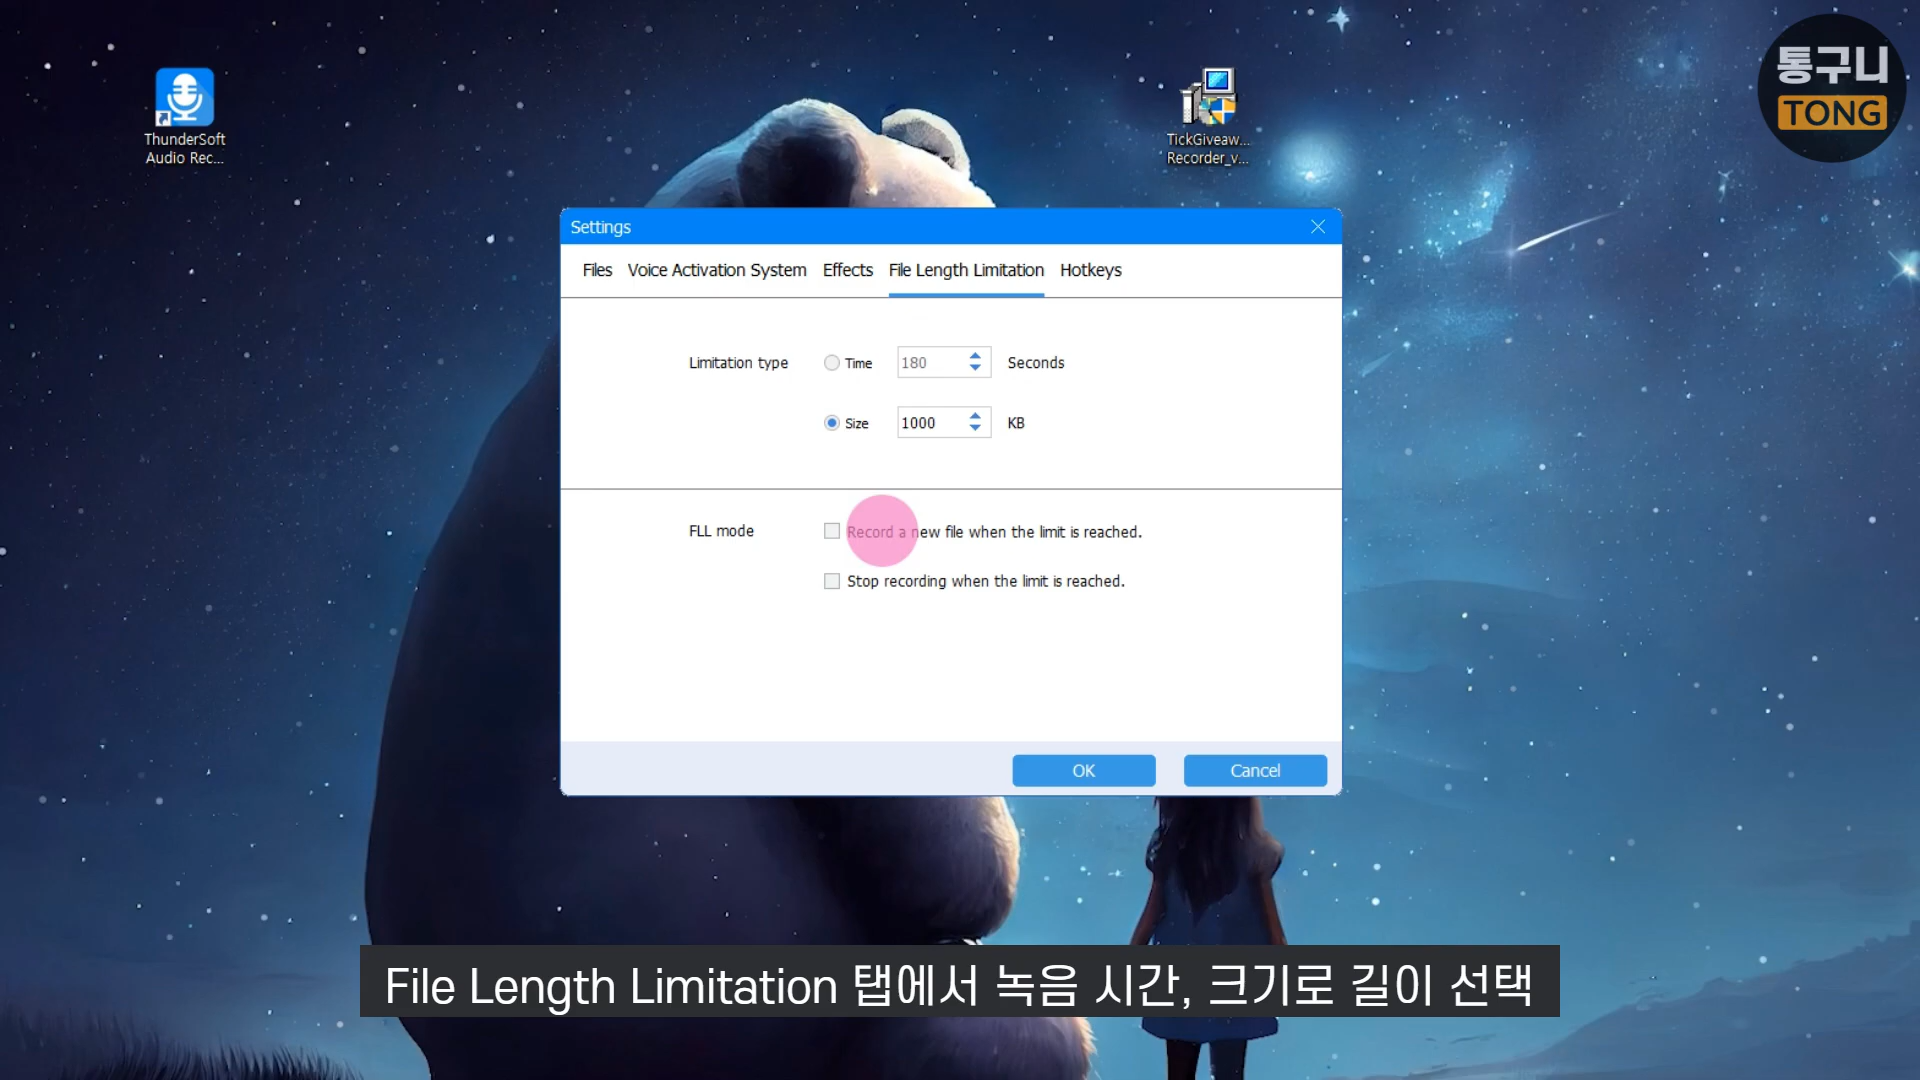 통구니
TONG
ThunderSoft
Audio Rec...
TickGiveaw...
Recorder_v...
Settings
Files Voice Activation System Effects File Length Limitation Hotkeys
Limitation type Time 180 Seconds
Size 1000 KB
FLL mode Record a new file when the limit is reached.
Stop recording when the limit is reached.
OK Cancel
File Length Limitation 탭에서 녹음 시간, 크기로 길이 선택